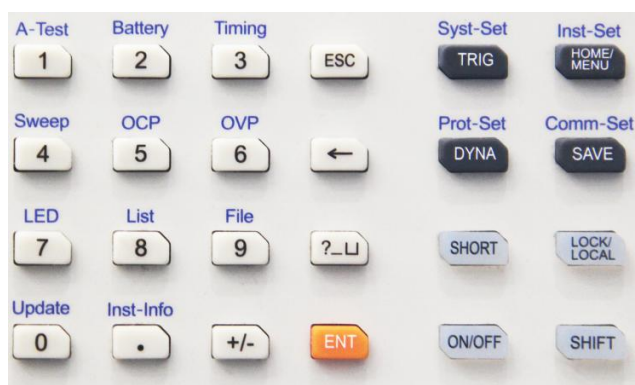 A-Test Battery Timing Syst-Set Inst-Set
1 2 3 ESC TRIG HOME/
MENU
Sweep OCP OVP Prot-Set Comm-Set
4 5 6 ← DYNA SAVE
LED List File
7 8 9 ?_⊔ SHORT LOCK/
LOCAL
Update Inst-Info
0 . +/- ENT ON/OFF SHIFT